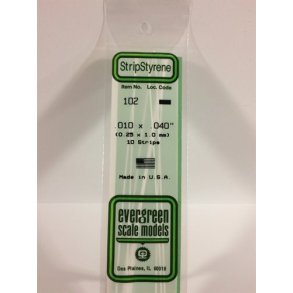 StripStyrene
Item No. Loc. Code
102
.010 x .040"
(0.25 x 1.0 mm)
10 Strips
Made in U.S.A.
evergreen
scale models
Des Plaines, IL 60018